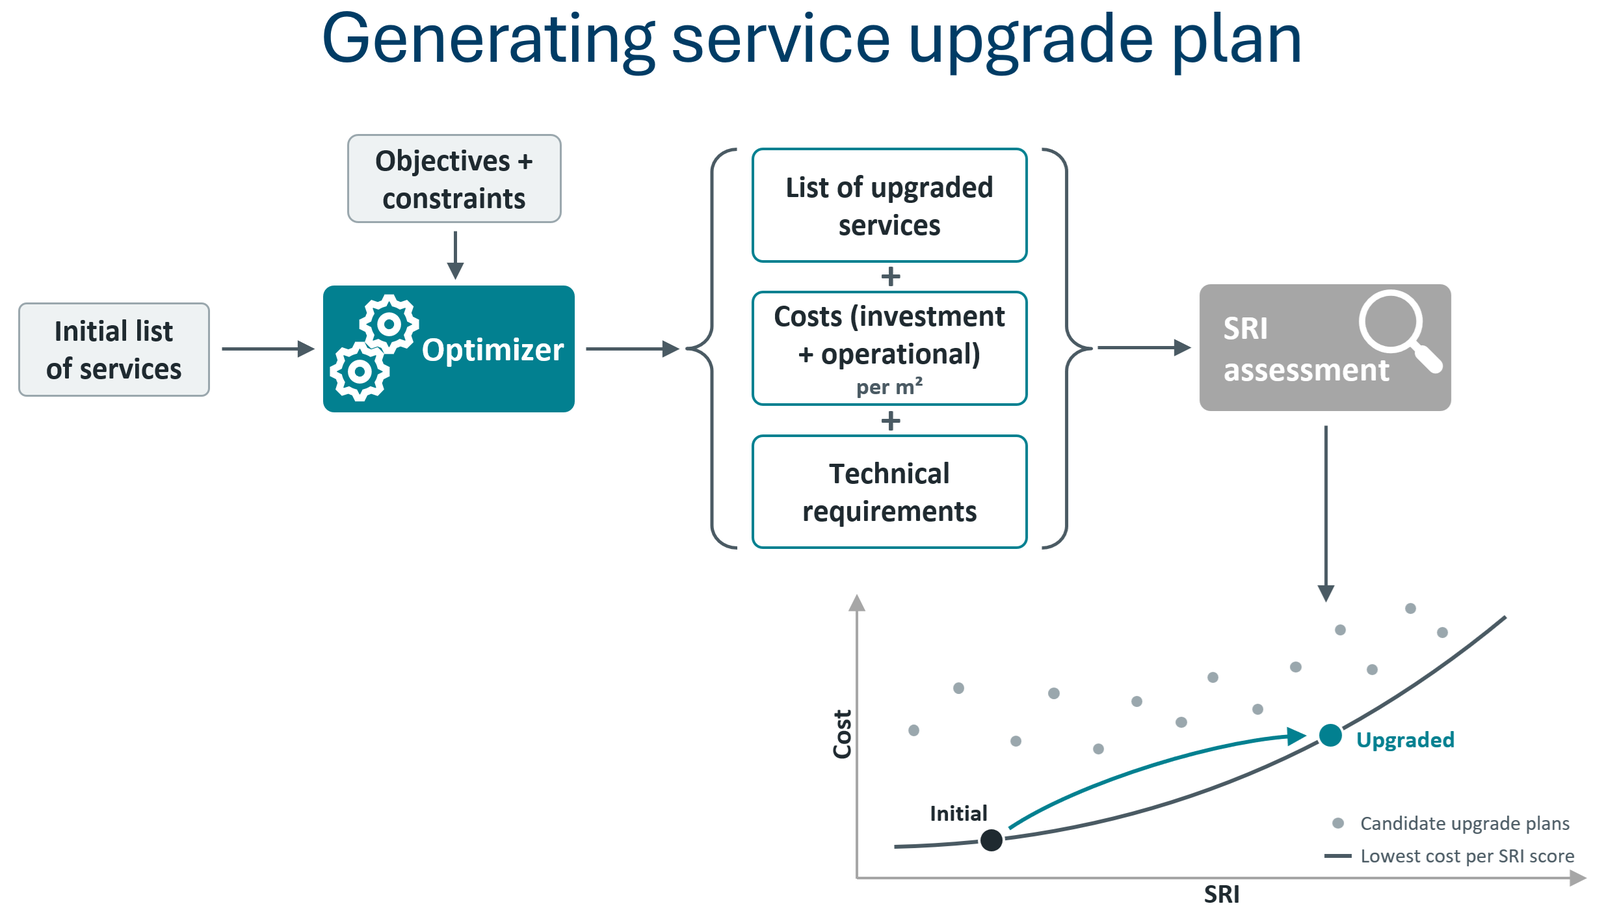 Generating service upgrade plan
Objectives +
constraints
Initial list
of services
Optimizer
List of upgraded
services
+
Costs (investment
+ operational)
per m²
+
Technical
requirements
SRI
assessment
Cost
Initial
Upgraded
Candidate upgrade plans
Lowest cost per SRI score
SRI